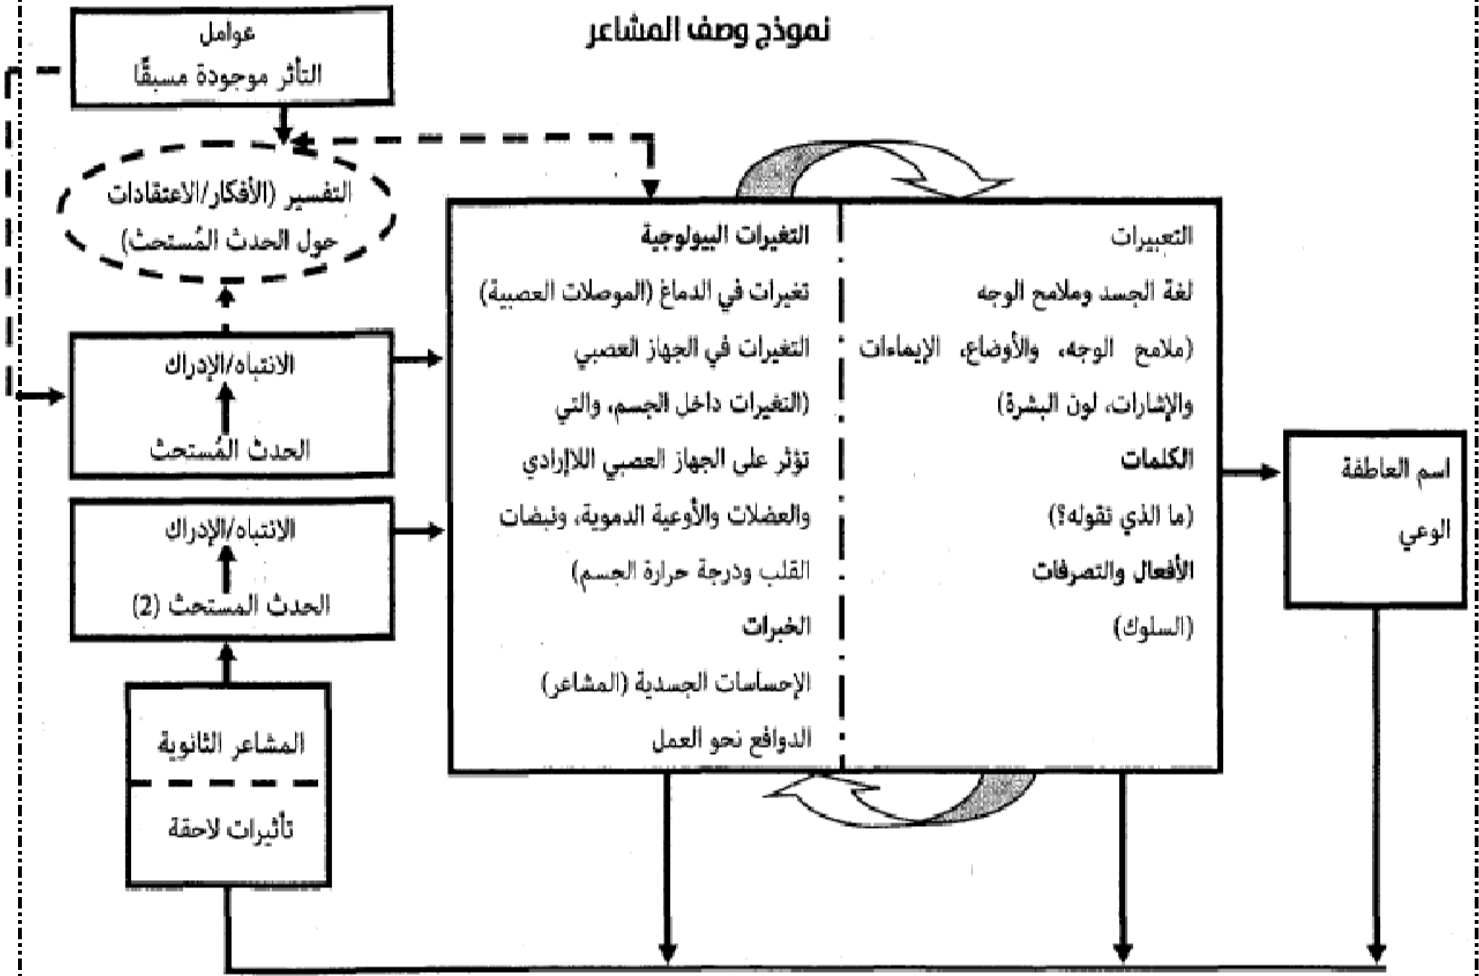 نموذج وصف المشاعر
عوامل
التأثر موجودة مسبقًا
التفسير (الأفكار/الاعتقادات
حول الحدث المُستحث)
الانتباه/الإدراك
الحدث المُستحث
الانتباه/الإدراك
الحدث المستحث (2)
المشاعر الثانوية
تأثيرات لاحقة
التغيرات البيولوجية
تغيرات في الدماغ (الموصلات العصبية)
التغيرات في الجهاز العصبي
(التغيرات داخل الجسم، والتي
تؤثر على الجهاز العصبي اللاإرادي
والعضلات والأوعية الدموية، ونبضات
القلب ودرجة حرارة الجسم)
الخبرات
الإحساسات الجسدية (المشاعر)
الدوافع نحو العمل
التعبيرات
لغة الجسد وملامح الوجه
(ملامح الوجه، والأوضاع، الإيماءات
والإشارات، لون البشرة)
الكلمات
(ما الذي تقوله؟)
الأفعال والتصرفات
(السلوك)
اسم العاطفة
الوعي